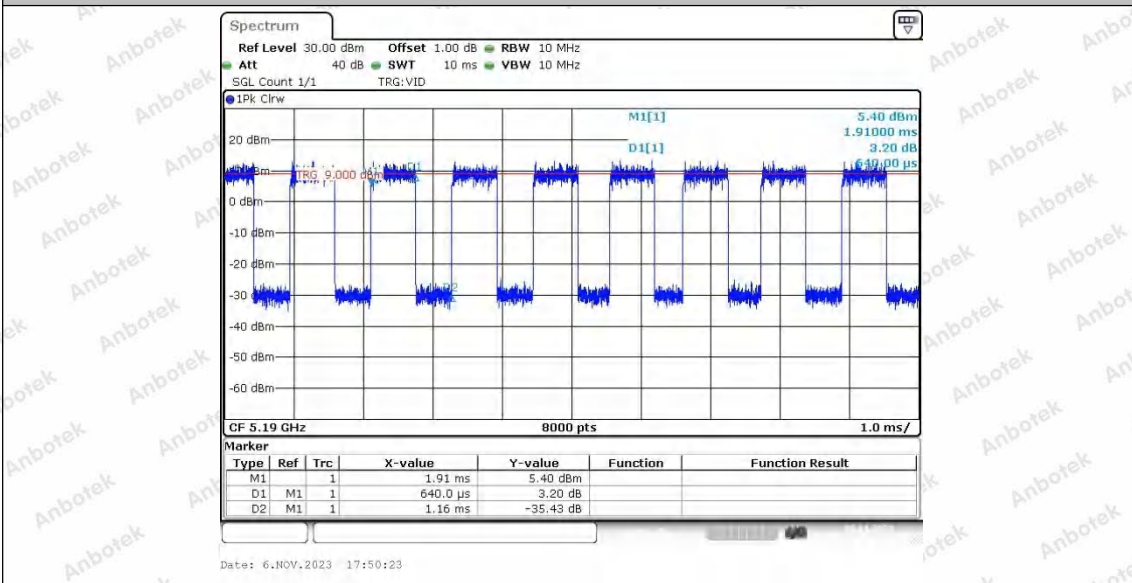 Spectrum
Ref Level 30.00 dBm Offset 1.00 dB RBW 10 MHz
Att 40 dB SWT 10 ms VBW 10 MHz
SGL Count 1/1 TRG:VID
1Pk Clrw
M1[1] 5.40 dBm
1.91000 ms
20 dBm
D1[1] 3.20 dB
640.00 µs
D1
TRG 9.000 dBm
0 dBm
-10 dBm
-20 dBm
D2
-30
-40 dBm
-50 dBm
-60 dBm
CF 5.19 GHz 8000 pts 1.0 ms/
Marker
Type Ref Trc X-value Y-value Function Function Result
M1 1 1.91 ms 5.40 dBm
D1 M1 1 640.0 µs 3.20 dB
D2 M1 1 1.16 ms -35.43 dB
Date: 6.NOV.2023 17:50:23
Anbotek